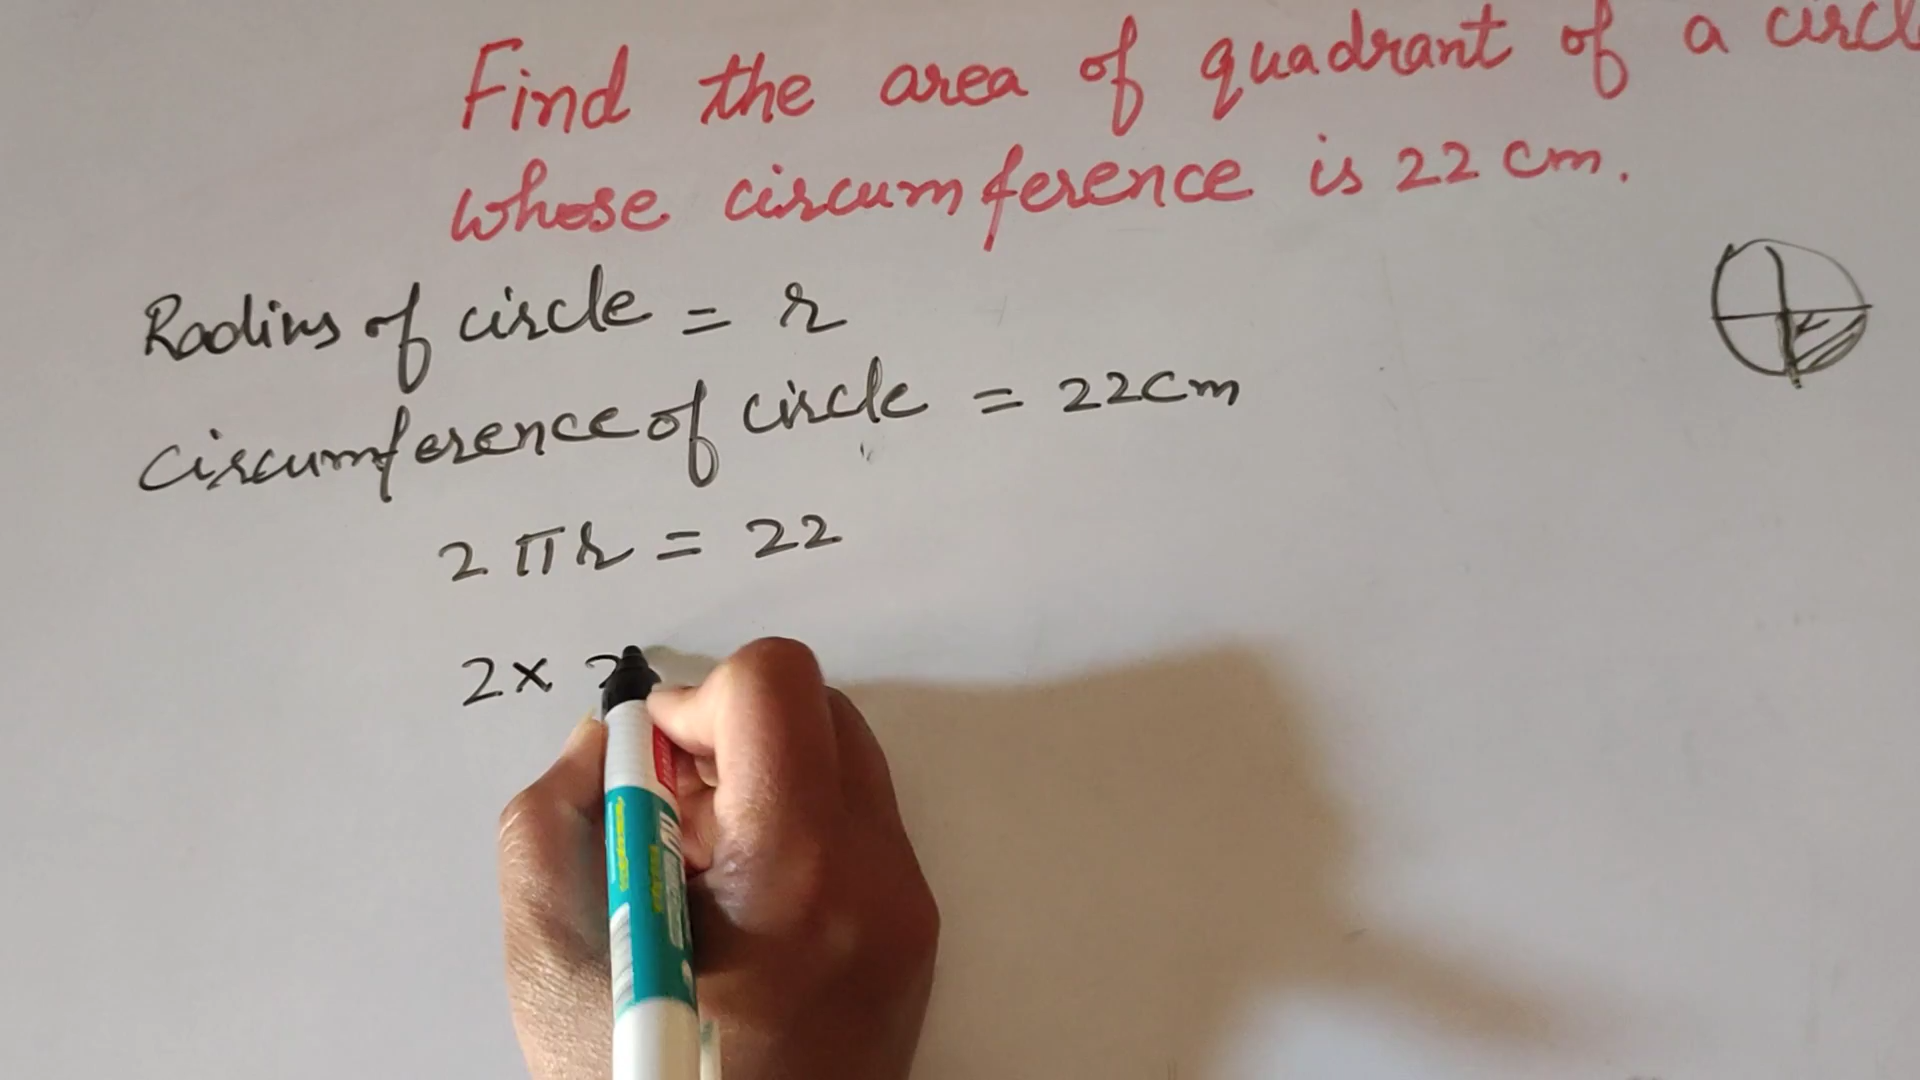 Find the area of quadrant of a circl
whose circumference is 22 cm.
Radius of circle = r
circumference of circle = 22cm
2 π r = 22
2 × 2